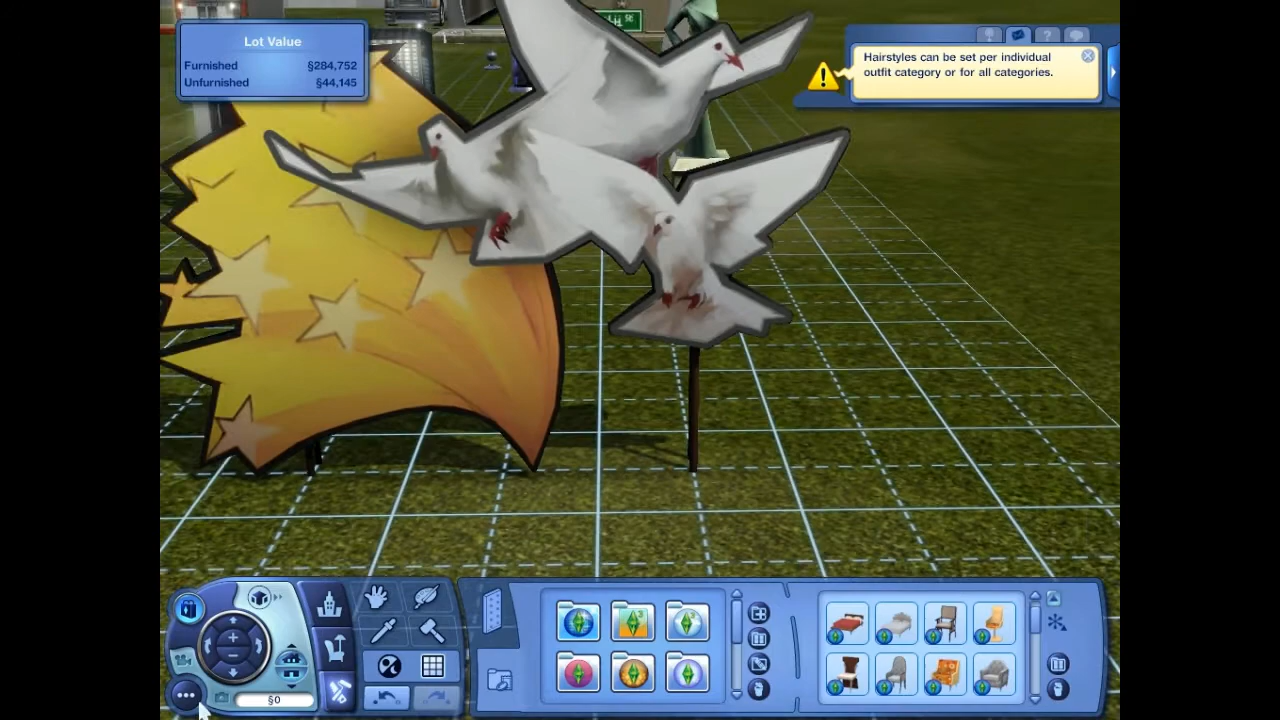 Lot Value
Furnished §284,752
Unfurnished §44,145
Hairstyles can be set per individual
outfit category or for all categories.
§0